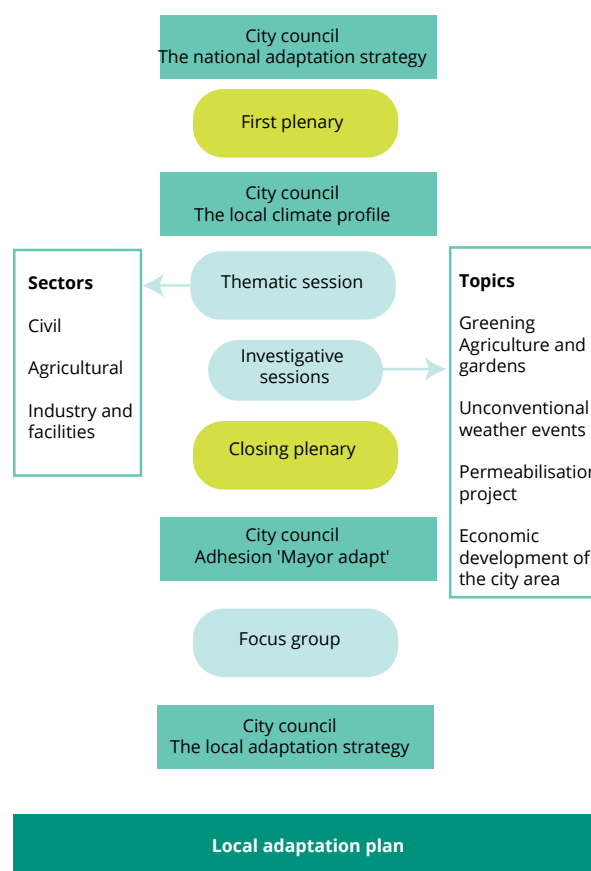 City council
The national adaptation strategy
First plenary
City council
The local climate profile
Thematic session
Sectors
Civil
Agricultural
Industry and
facilities
Investigative
sessions
Topics
Greening
Agriculture and
gardens
Unconventional
weather events
Permeabilisation
project
Economic
development of
the city area
Closing plenary
City council
Adhesion 'Mayor adapt'
Focus group
City council
The local adaptation strategy
Local adaptation plan